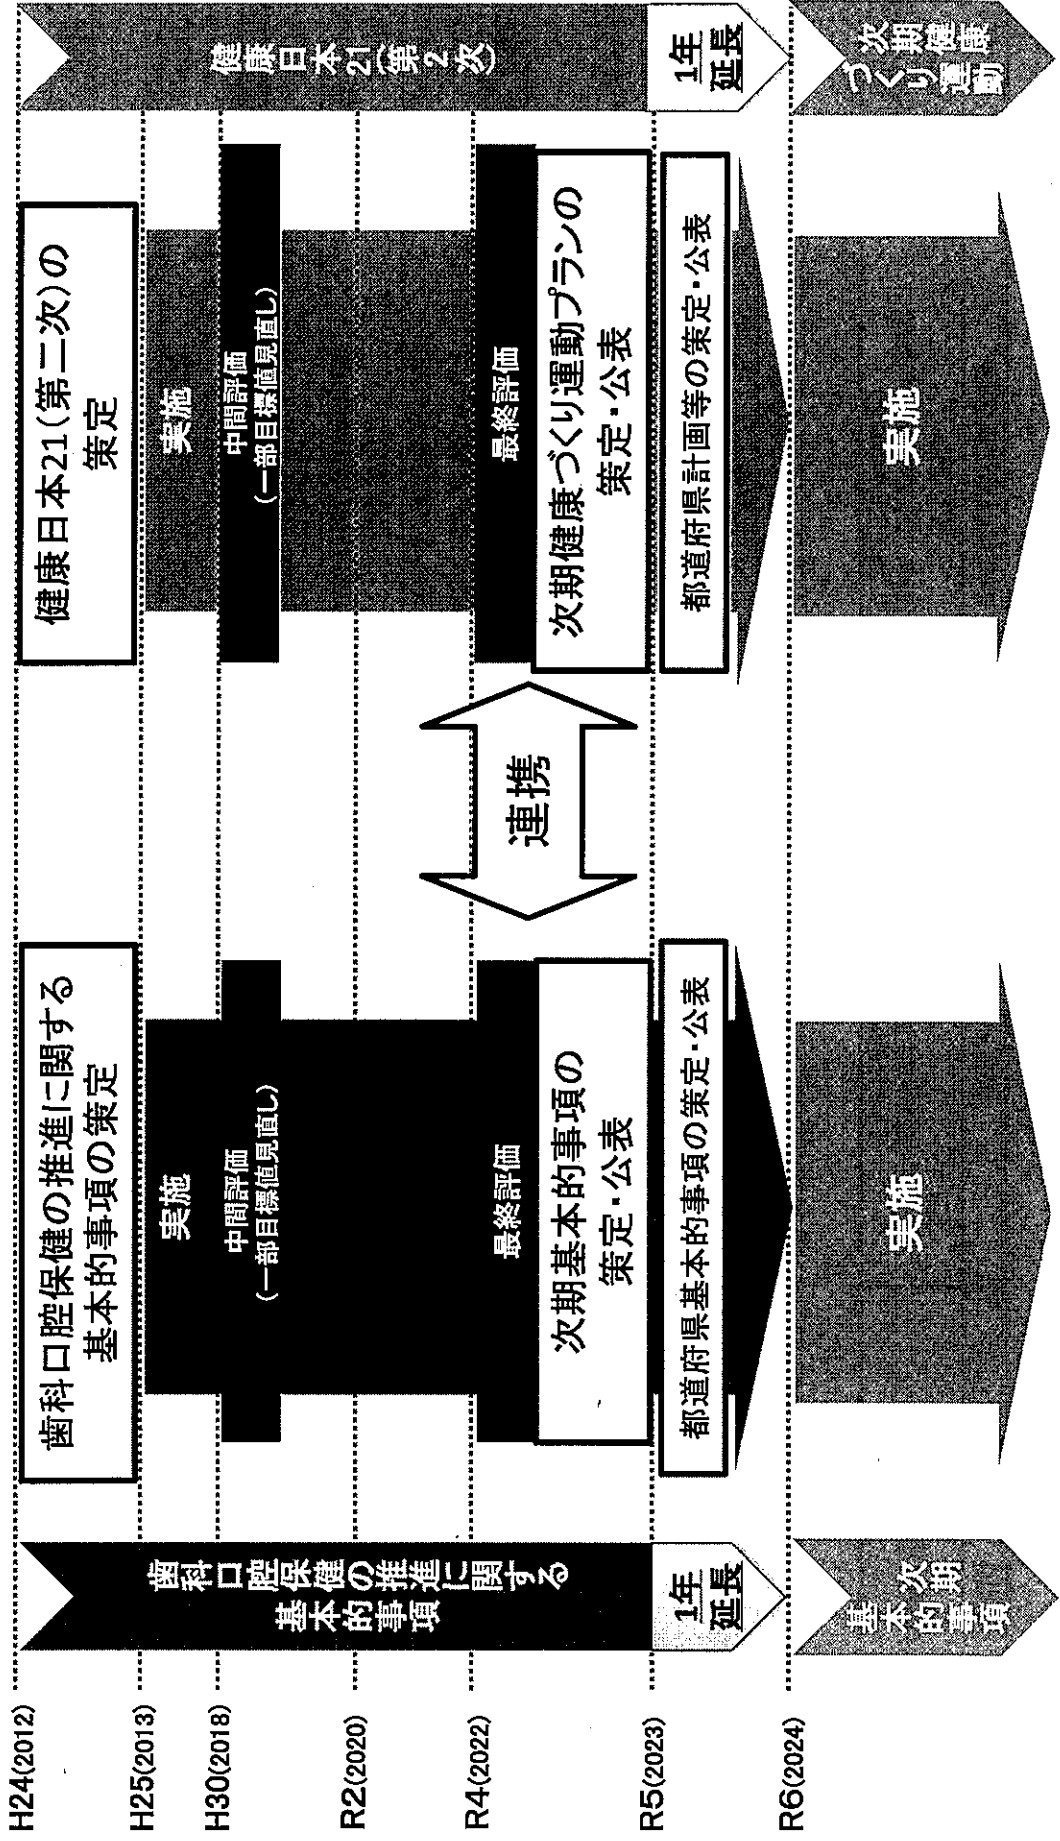 H24(2012)
H25(2013)
H30(2018)
R2(2020)
R4(2022)
R5(2023)
R6(2024)
歯科口腔保健の推進に関する
基本的事項
1年
延長
次期
基本的事項
歯科口腔保健の推進に関する
基本的事項の策定
実施
中間評価
(一部目標値見直し)
最終評価
次期基本的事項の
策定・公表
都道府県基本的事項の策定・公表
実施
連携
健康日本21(第二次)の
策定
実施
中間評価
(一部目標値見直し)
最終評価
次期健康づくり運動プランの
策定・公表
都道府県計画等の策定・公表
実施
健康日本21(第2次)
1年
延長
次期健康
づくり運動